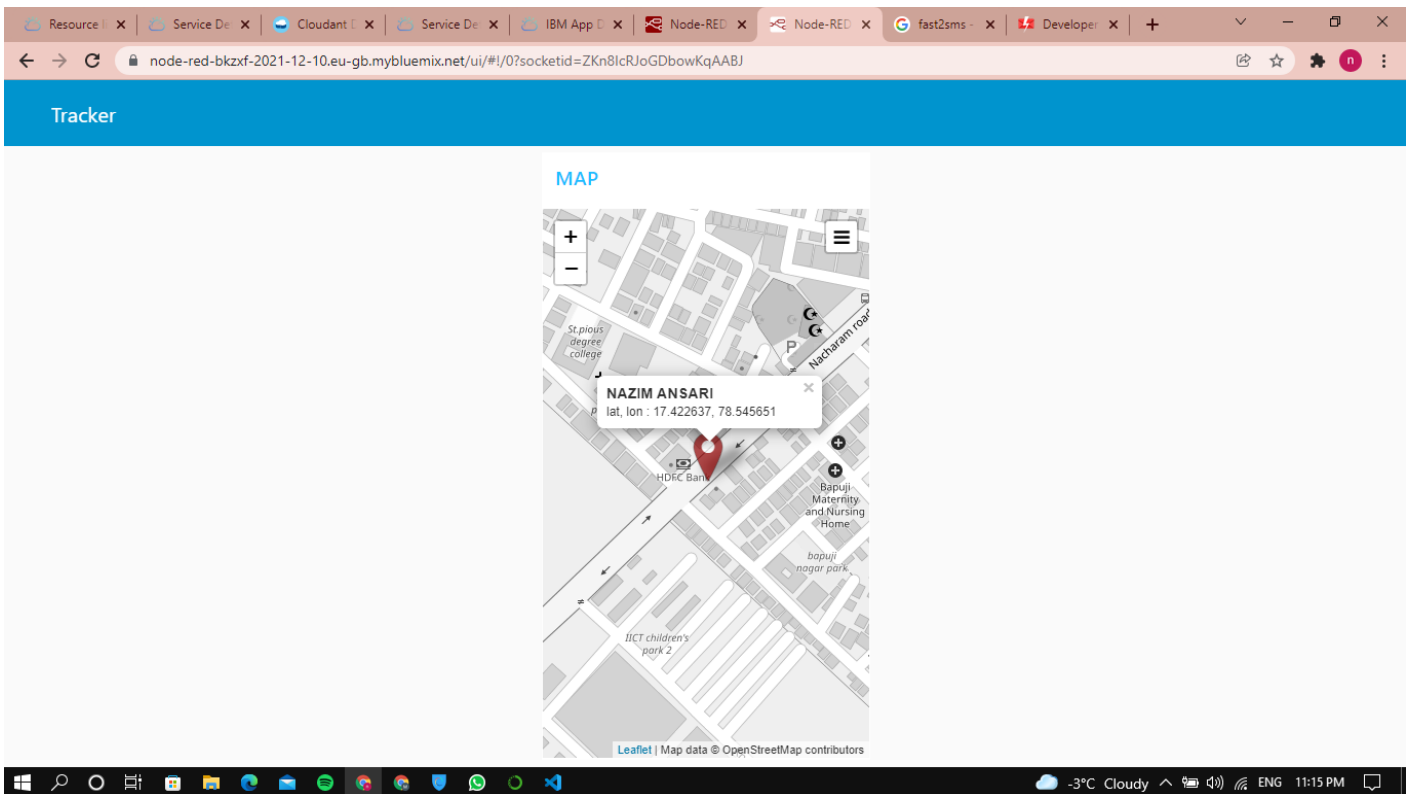 Resource
Service De
Cloudant D
Service De
IBM App D
Node-RED
Node-RED
fast2sms -
Developer
node-red-bkzxf-2021-12-10.eu-gb.mybluemix.net/ui/#!/0?socketid=ZKn8IcRJoGDbowKqAABJ
n
Tracker
MAP
+
−
St.pious
degree
college
P
Nacharam road
NAZIM ANSARI
×
lat, lon : 17.422637, 78.545651
HDFC Bank
Bapuji
Maternity
and Nursing
Home
bapuji
nagar park
IICT children's
park 2
Leaflet | Map data © OpenStreetMap contributors
-3°C Cloudy
ENG
11:15 PM